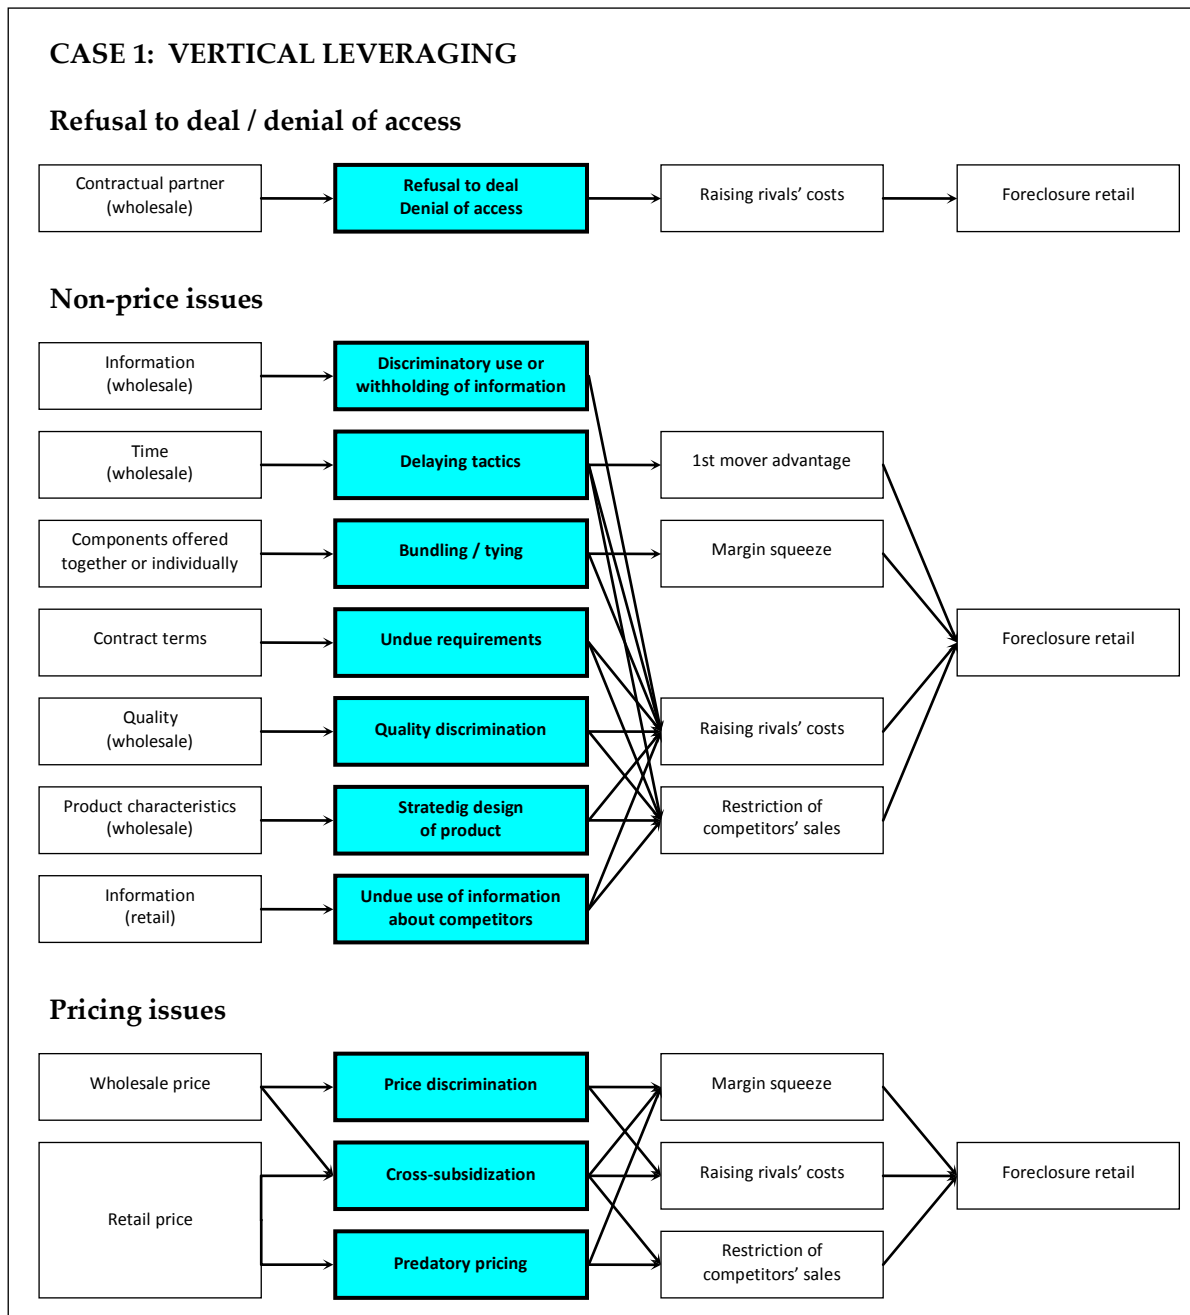 CASE 1: VERTICAL LEVERAGING
Refusal to deal / denial of access
Contractual partner
(wholesale)
Refusal to deal
Denial of access
Raising rivals’ costs
Foreclosure retail
Non-price issues
Information
(wholesale)
Discriminatory use or
withholding of information
Time
(wholesale)
Delaying tactics
1st mover advantage
Components offered
together or individually
Bundling / tying
Margin squeeze
Contract terms
Undue requirements
Foreclosure retail
Quality
(wholesale)
Quality discrimination
Raising rivals’ costs
Product characteristics
(wholesale)
Stratedig design
of product
Restriction of
competitors’ sales
Information
(retail)
Undue use of information
about competitors
Pricing issues
Wholesale price
Price discrimination
Margin squeeze
Retail price
Cross-subsidization
Raising rivals’ costs
Foreclosure retail
Predatory pricing
Restriction of
competitors’ sales